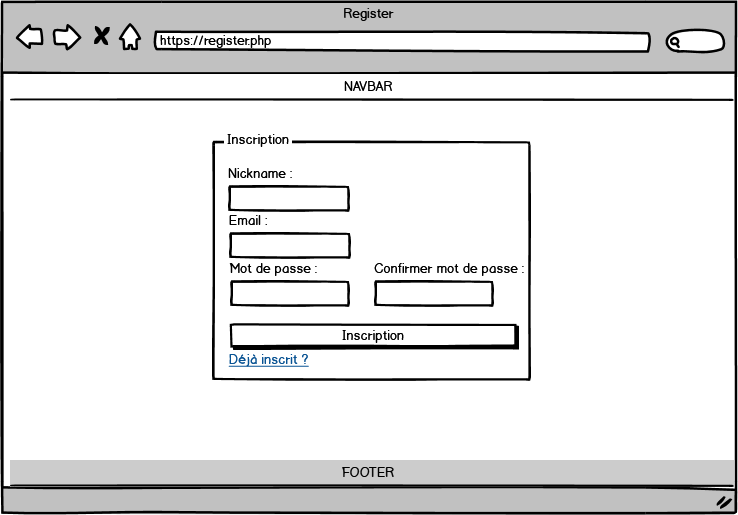 Register
https://register.php
NAVBAR
Inscription
Nickname :
Email :
Mot de passe :
Confirmer mot de passe :
Inscription
Déjà inscrit ?
FOOTER